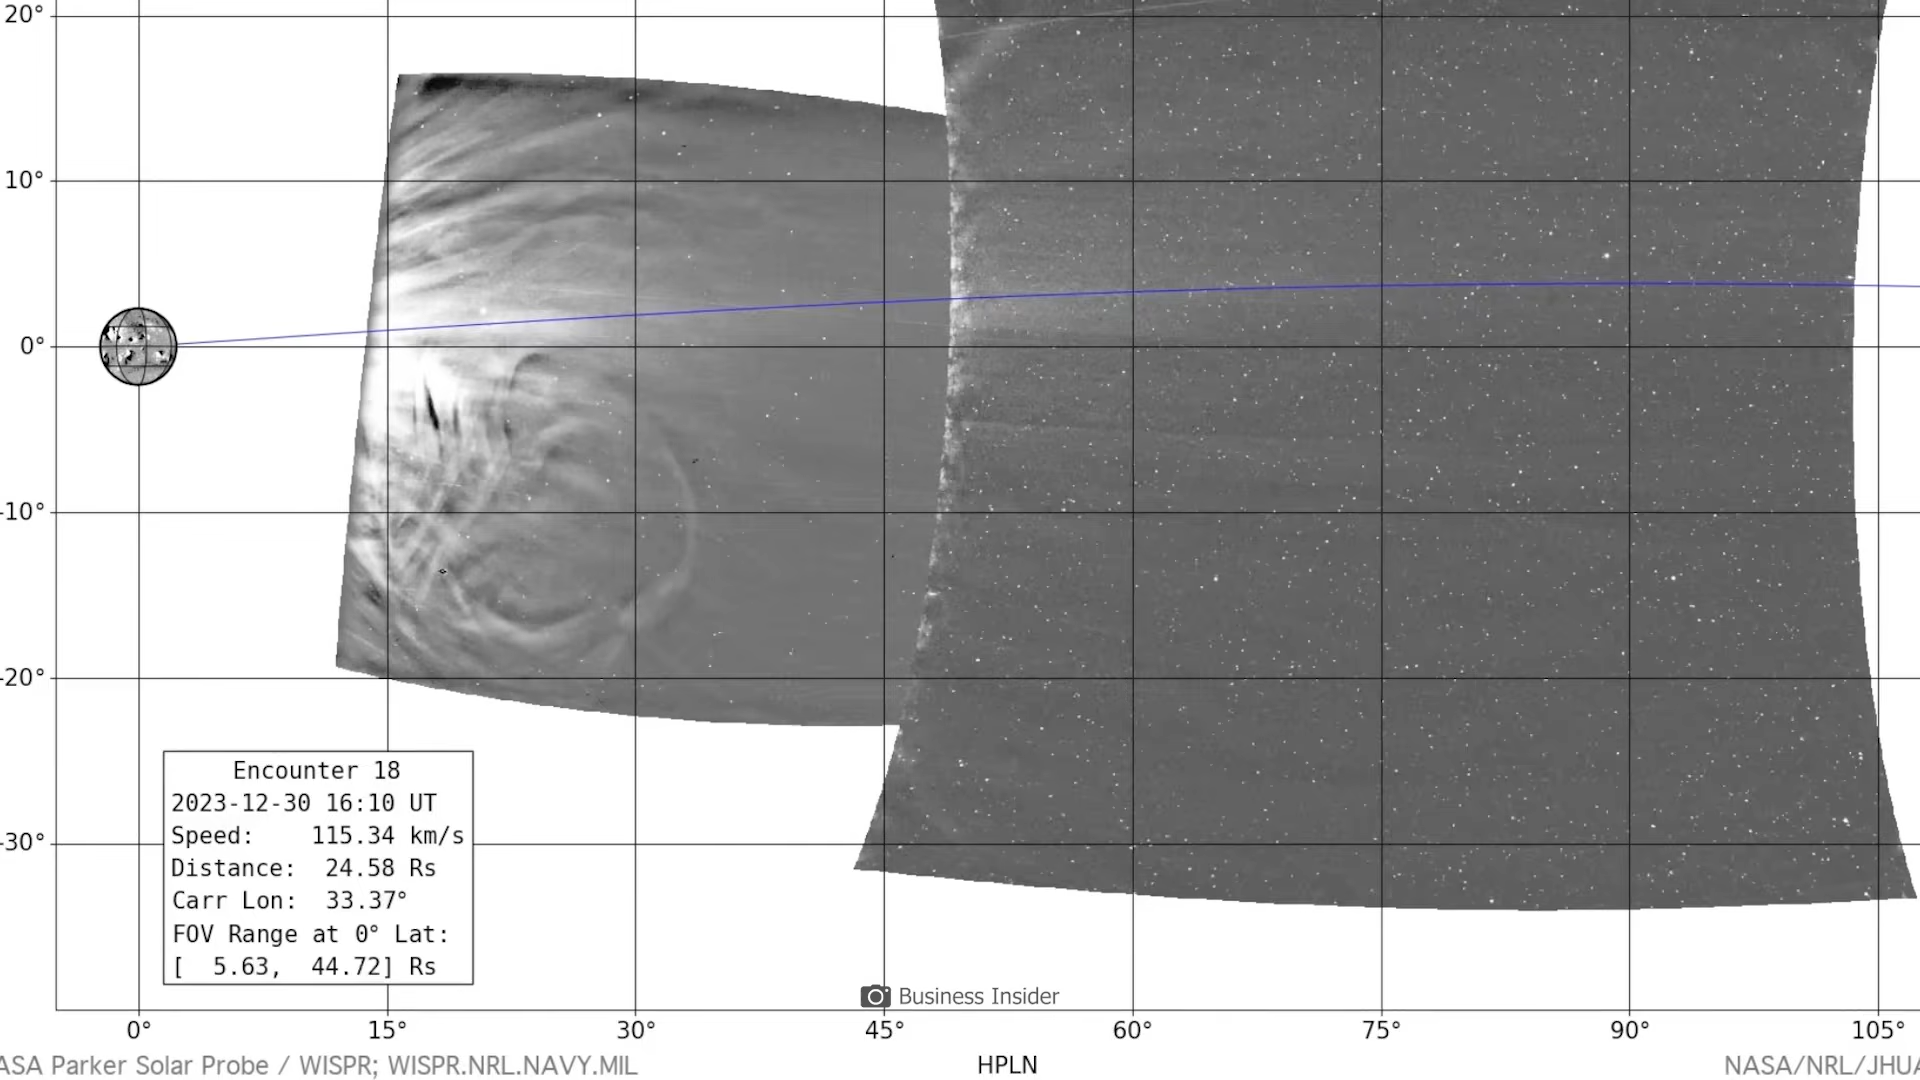 20°
10°
0°
-10°
-20°
-30°
Encounter 18
2023-12-30 16:10 UT
Speed: 115.34 km/s
Distance: 24.58 Rs
Carr Lon: 33.37°
FOV Range at 0° Lat:
[ 5.63, 44.72] Rs
Business Insider
0° 15° 30° 45° 60° 75° 90° 105°
ASA Parker Solar Probe / WISPR; WISPR.NRL.NAVY.MIL HPLN NASA/NRL/JHUA